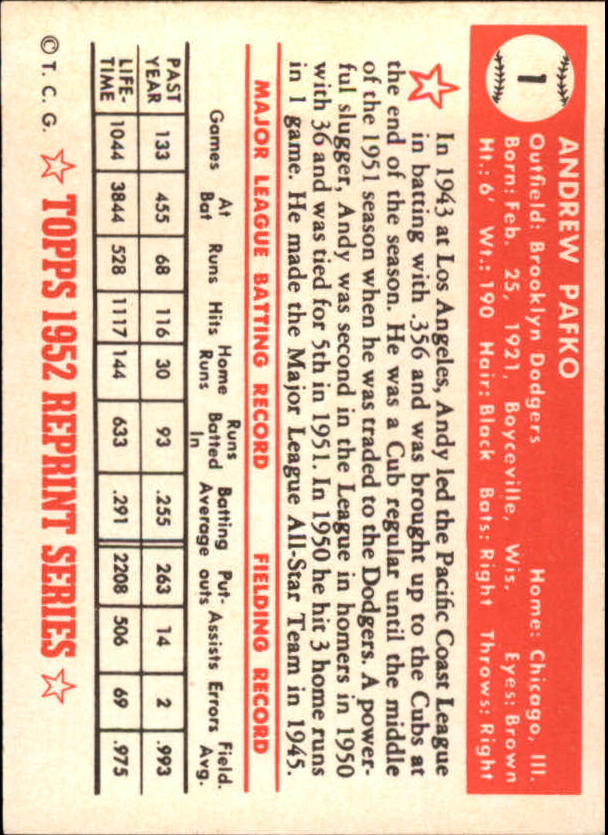 1
ANDREW PAFKO
Outfield: Brooklyn Dodgers Home: Chicago, Ill.
Born: Feb. 25, 1921, Boyceville, Wis. Eyes: Brown
Ht.: 6' Wt.: 190 Hair: Black Bats: Right Throws: Right
In 1943 at Los Angeles, Andy led the Pacific Coast League
in batting with .356 and was brought up to the Cubs at
the end of the season. He was a Cub regular until the middle
of the 1951 season when he was traded to the Dodgers. A power-
ful slugger, Andy was second in the League in homers in 1950
with 36 and was tied for 5th in 1951. In 1950 he hit 3 home runs
in 1 game. He made the Major League All-Star Team in 1945.
MAJOR LEAGUE BATTING RECORD FIELDING RECORD
Games At Bat Runs Hits Home Runs Runs Batted In Batting Average Put-outs Assists Errors Field. Avg.
PAST YEAR 133 455 68 116 30 93 .255 263 14 2 .993
LIFE-TIME 1044 3844 528 1117 144 633 .291 2208 506 69 .975
© T. C. G. TOPPS 1952 REPRINT SERIES